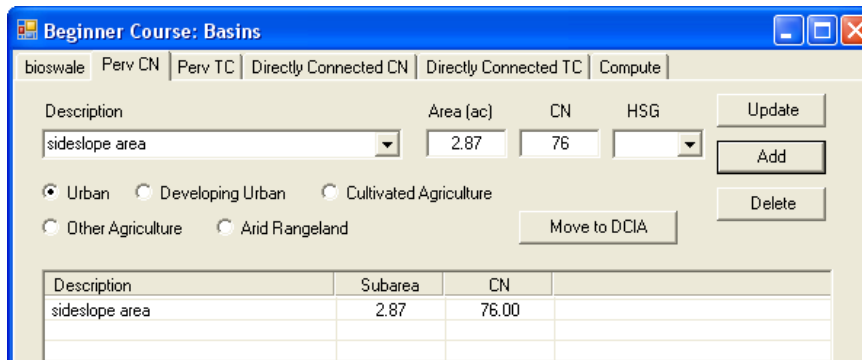 Beginner Course: Basins
bioswale Perv CN Perv TC Directly Connected CN Directly Connected TC Compute
Description Area (ac) CN HSG Update
sideslope area 2.87 76 Add
Urban Developing Urban Cultivated Agriculture Delete
Other Agriculture Arid Rangeland Move to DCIA
Description Subarea CN
sideslope area 2.87 76.00